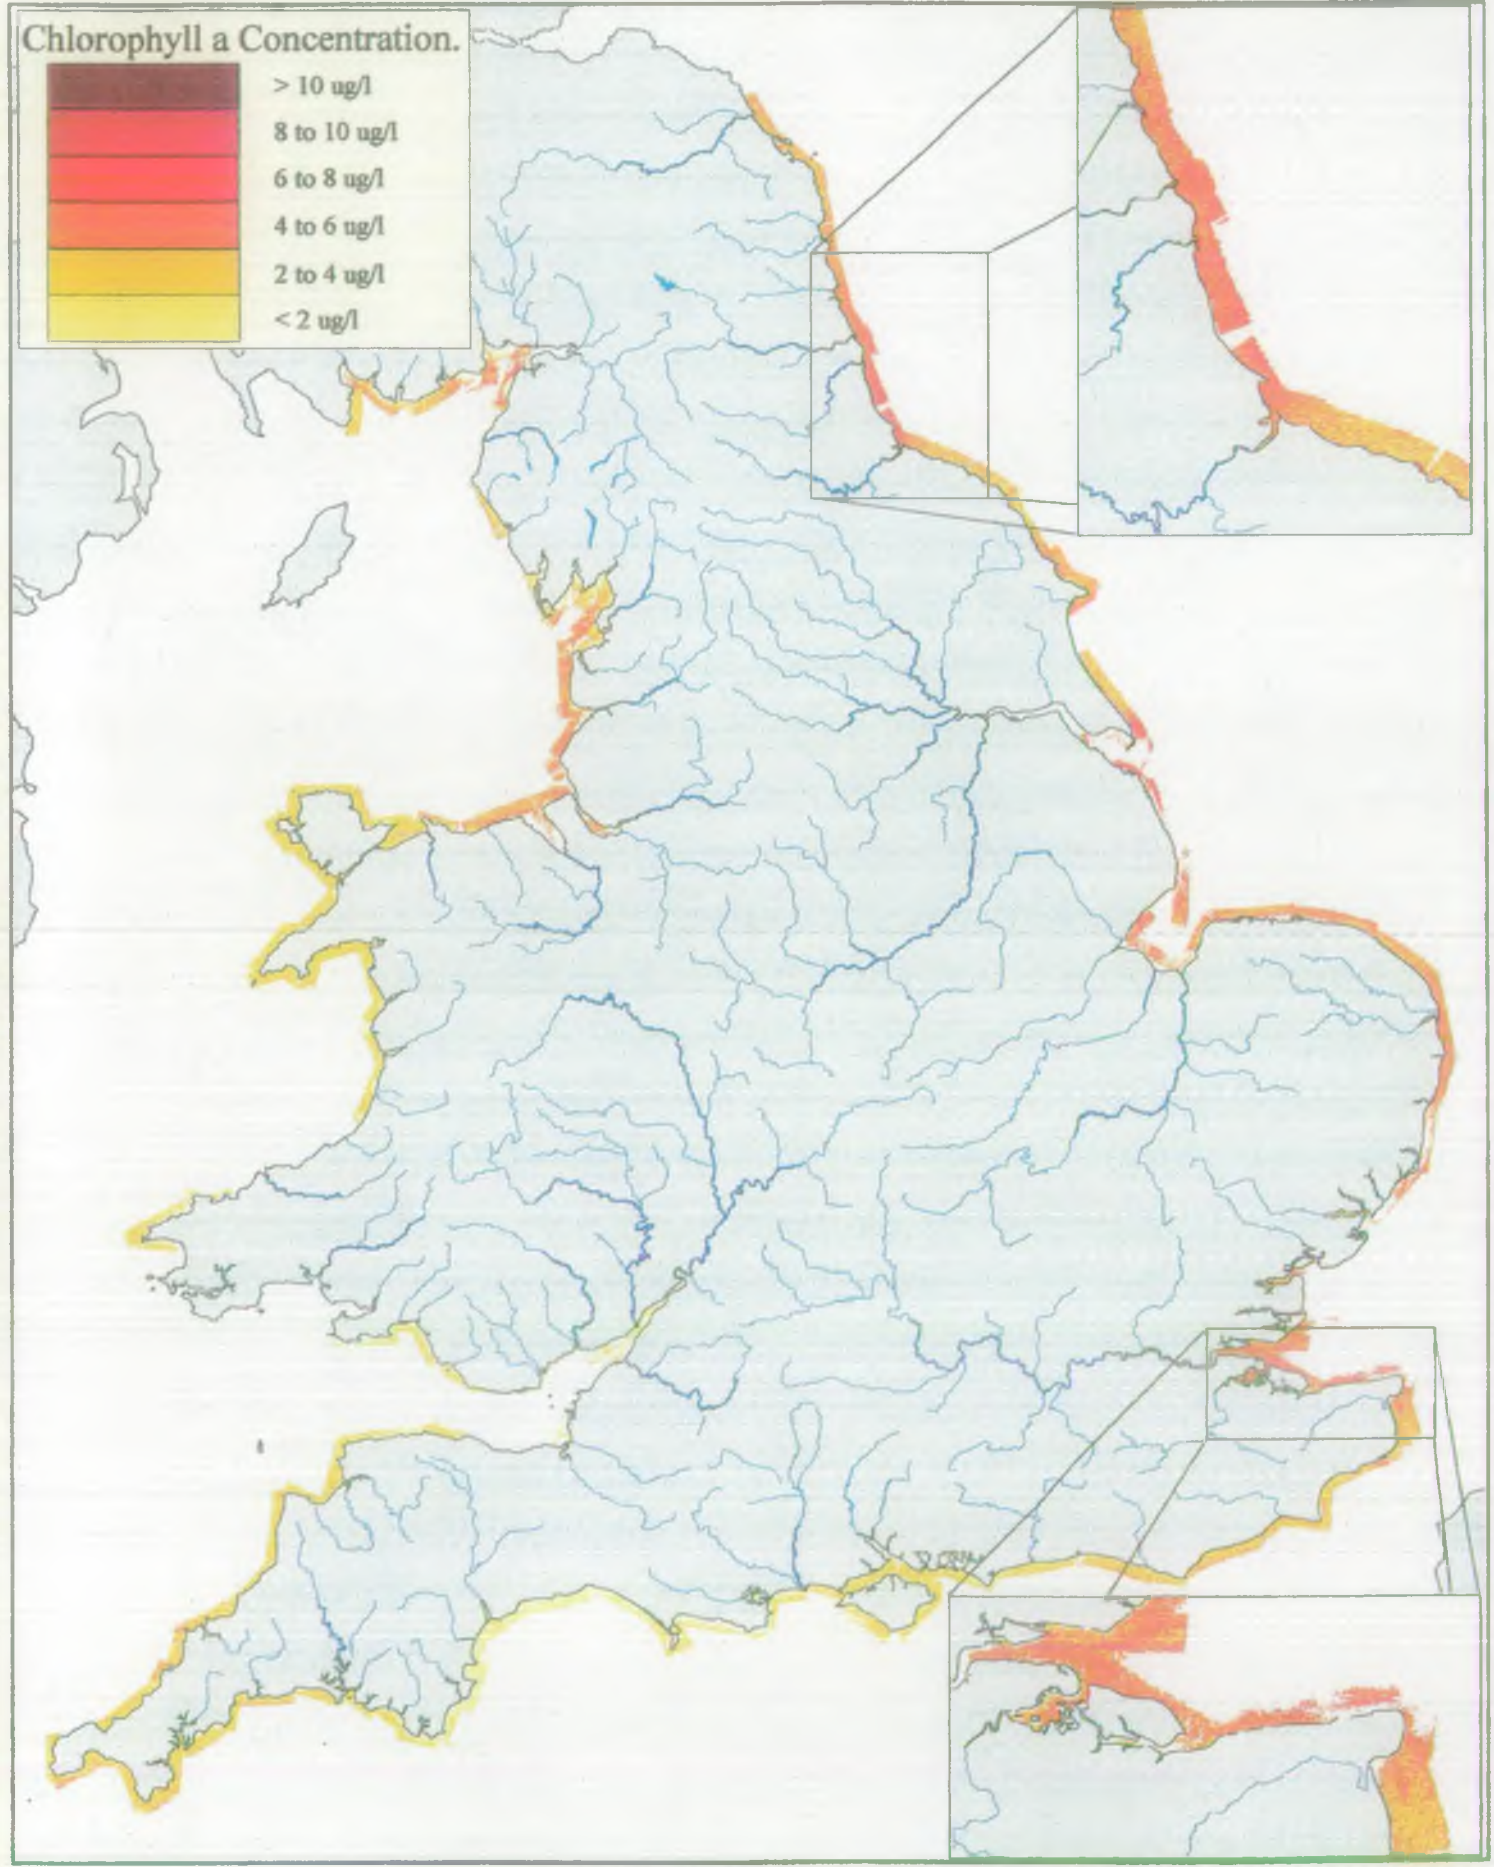 Chlorophyll a Concentration.
> 10 ug/l
8 to 10 ug/l
6 to 8 ug/l
4 to 6 ug/l
2 to 4 ug/l
< 2 ug/l